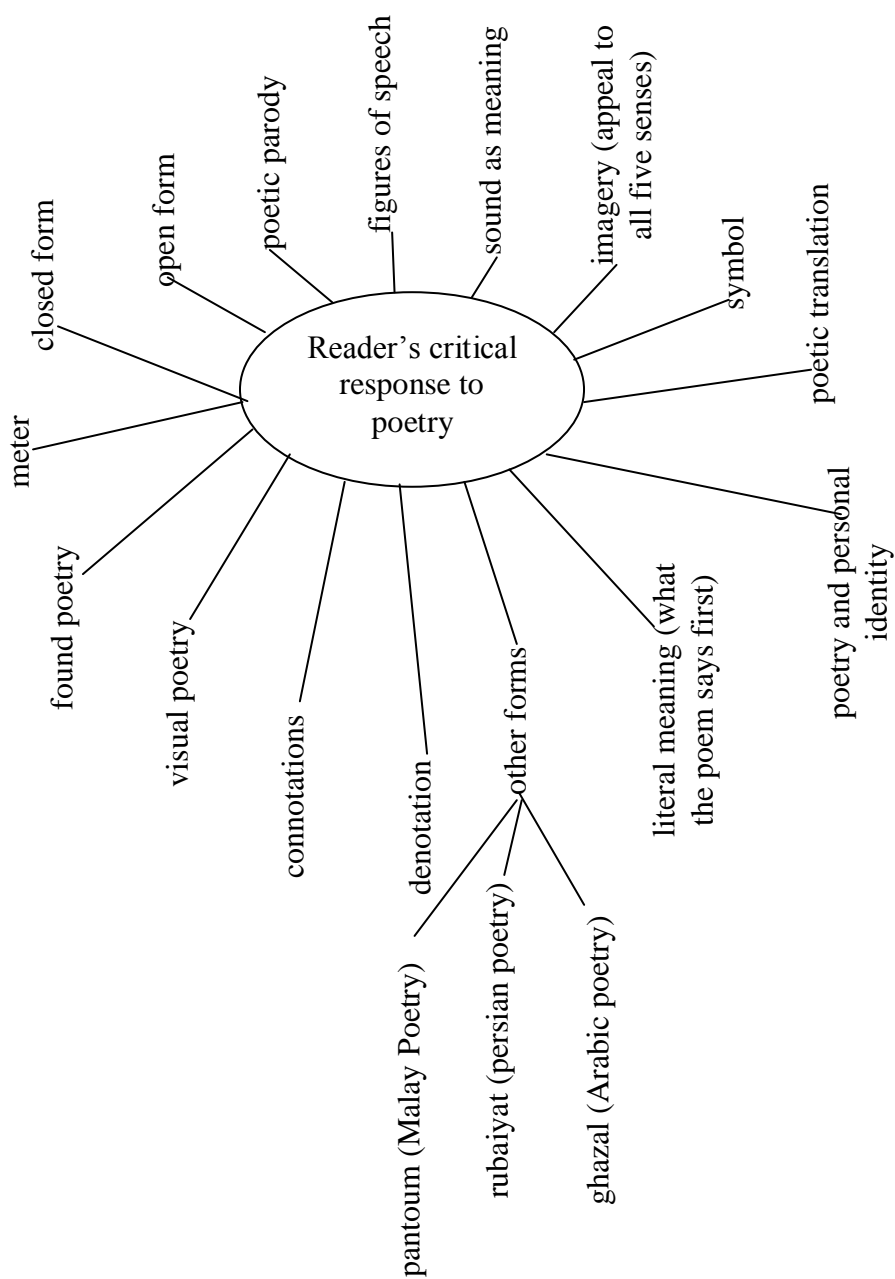 Reader’s critical
response to
poetry
closed form
open form
poetic parody
figures of speech
sound as meaning
imagery (appeal to
all five senses)
symbol
poetic translation
poetry and personal
identity
literal meaning (what
the poem says first)
other forms
pantoum (Malay Poetry)
rubaiyat (persian poetry)
ghazal (Arabic poetry)
denotation
connotations
visual poetry
found poetry
meter